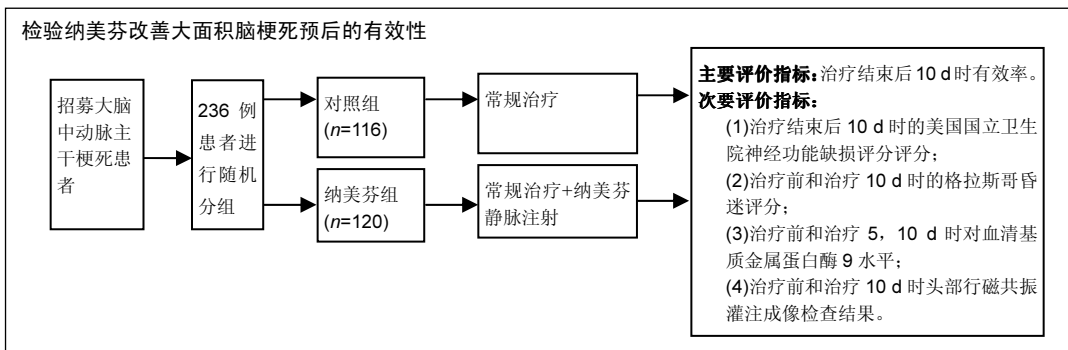 检验纳美芬改善大面积脑梗死预后的有效性
招募大脑
中动脉主
干梗死患
者
236 例
患者进
行随机
分组
对照组
(n=116)
纳美芬组
(n=120)
常规治疗
常规治疗+纳美芬
静脉注射
主要评价指标:治疗结束后 10 d时有效率。
次要评价指标:
(1)治疗结束后 10 d 时的美国国立卫生
院神经功能缺损评分评分；
(2)治疗前和治疗 10 d 时的格拉斯哥昏
迷评分；
(3)治疗前和治疗 5，10 d 时对血清基
质金属蛋白酶 9 水平；
(4)治疗前和治疗 10 d 时头部行磁共振
灌注成像检查结果。